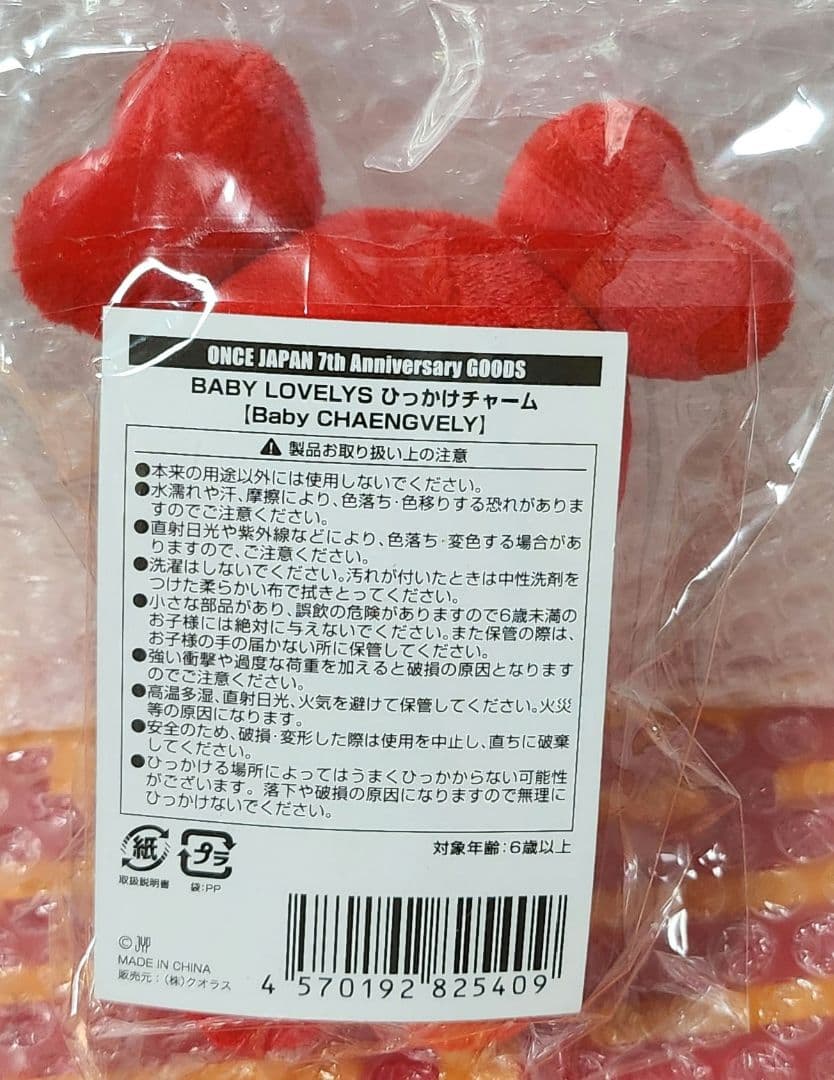 ONCE JAPAN 7th Anniversary GOODS
BABY LOVELYS ひっかけチャーム
【Baby CHAENGVELY】
⚠ 製品お取り扱い上の注意
●本来の用途以外には使用しないでください。
●水濡れや汗、摩擦により、色落ち・色移りする恐れがありま
すのでご注意ください。
●直射日光や紫外線などにより、色落ち・変色する場合があ
りますので、ご注意ください。
●洗濯はしないでください。汚れが付いたときは中性洗剤を
つけた柔らかい布で拭きとってください。
●小さな部品があり、誤飲の危険がありますので6歳未満の
お子様には絶対に与えないでください。また保管の際は、
お子様の手の届かない所に保管してください。
●強い衝撃や過度な荷重を加えると破損の原因となります
のでご注意ください。
●高温多湿、直射日光、火気を避けて保管してください。火災
等の原因になります。
●安全のため、破損・変形した際は使用を中止し、直ちに破棄
してください。
●ひっかける場所によってはうまくひっかからない可能性
がございます。落下や破損の原因になりますので無理に
ひっかけないでください。
対象年齢:6歳以上
紙 プラ
取扱説明書 袋:PP
© JYP
MADE IN CHINA
販売元:(株)クオラス
4 570192 825409